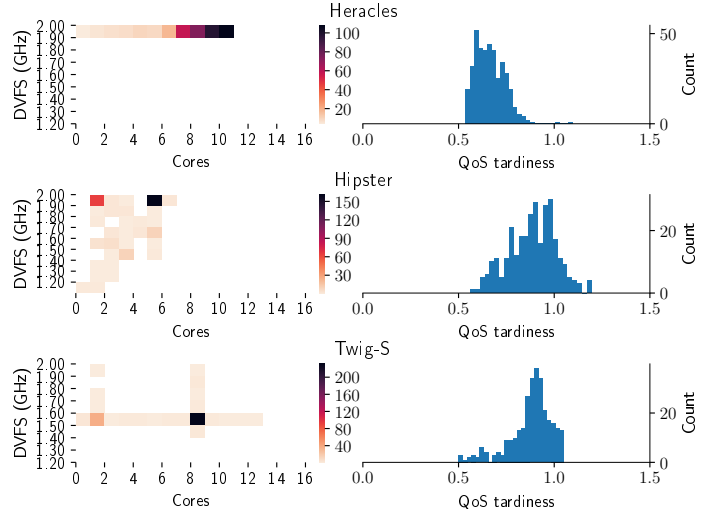 Heracles
DVFS (GHz)
2.00
1.90
1.80
1.70
1.60
1.50
1.40
1.30
1.20
0 2 4 6 8 10 12 14 16
Cores
100
80
60
40
20
50
0
Count
0.0 0.5 1.0 1.5
QoS tardiness
Hipster
DVFS (GHz)
2.00
1.90
1.80
1.70
1.60
1.50
1.40
1.30
1.20
0 2 4 6 8 10 12 14 16
Cores
150
120
90
60
30
20
0
Count
0.0 0.5 1.0 1.5
QoS tardiness
Twig-S
DVFS (GHz)
2.00
1.90
1.80
1.70
1.60
1.50
1.40
1.30
1.20
0 2 4 6 8 10 12 14 16
Cores
200
160
120
80
40
20
0
Count
0.0 0.5 1.0 1.5
QoS tardiness